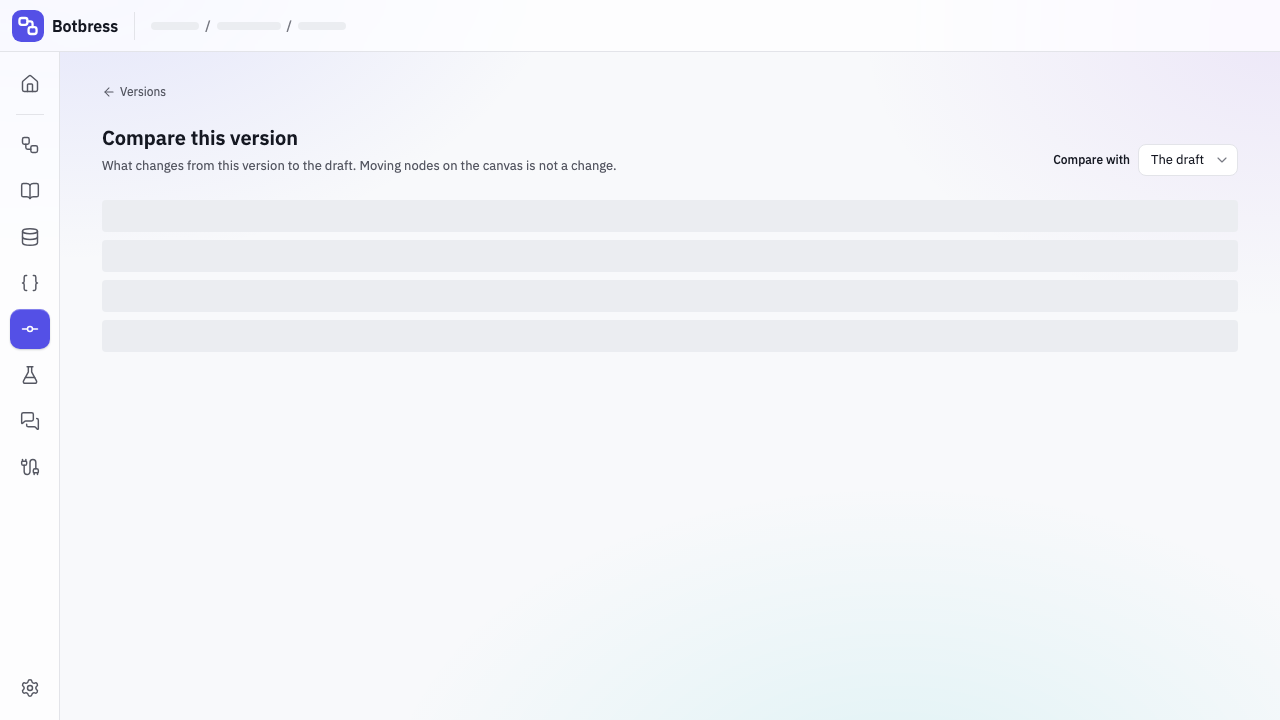 Botbress / /
Versions
Compare this version
What changes from this version to the draft. Moving nodes on the canvas is not a change.
Compare with The draft